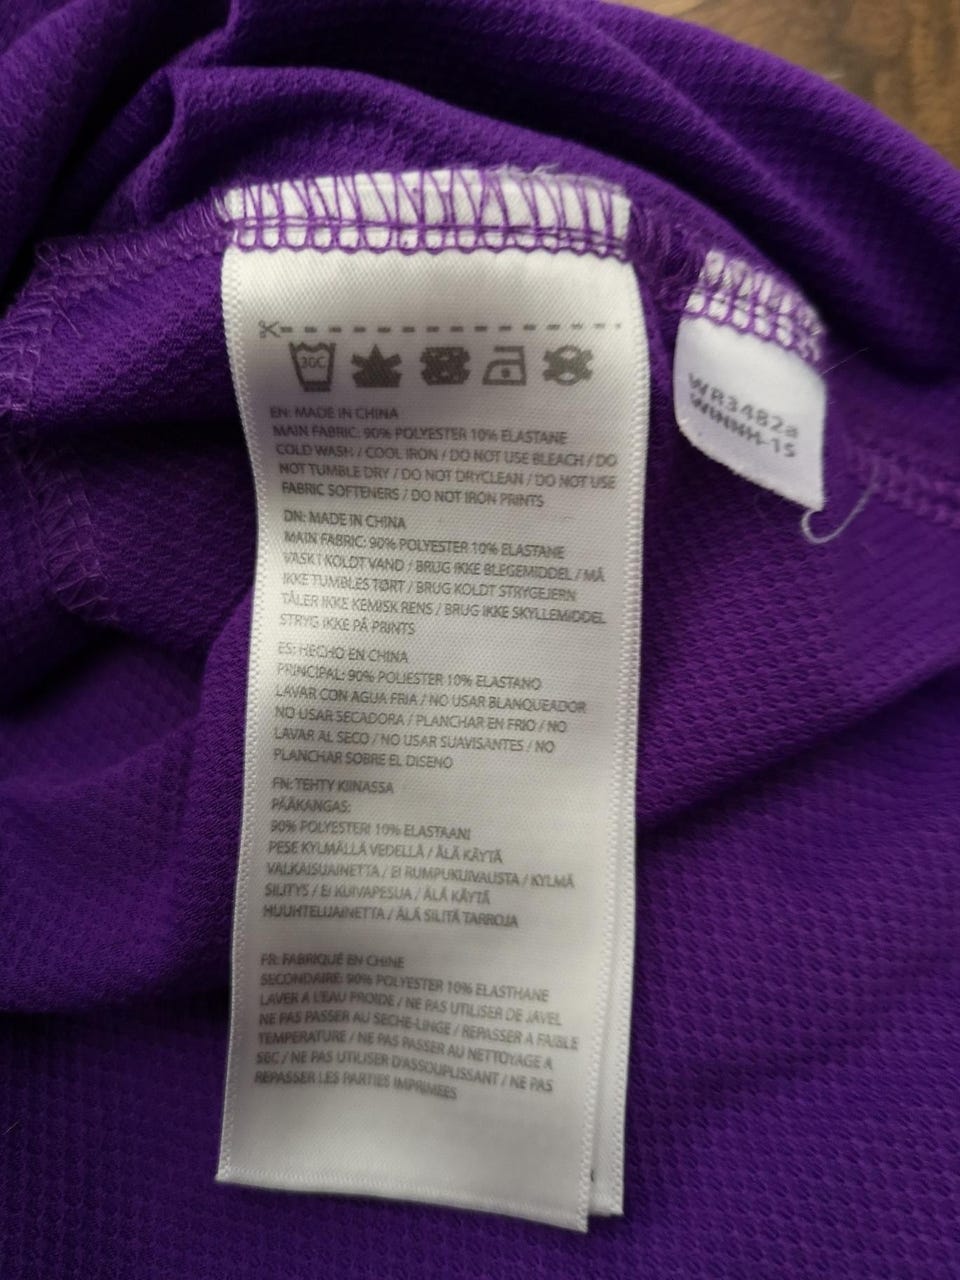 30C
EN: MADE IN CHINA
MAIN FABRIC: 90% POLYESTER 10% ELASTANE
COLD WASH / COOL IRON / DO NOT USE BLEACH / DO
NOT TUMBLE DRY / DO NOT DRYCLEAN / DO NOT USE
FABRIC SOFTENERS / DO NOT IRON PRINTS
DN: MADE IN CHINA
MAIN FABRIC: 90% POLYESTER 10% ELASTANE
VASK I KOLDT VAND / BRUG IKKE BLEGEMIDDEL / MÅ
IKKE TUMBLES TØRT / BRUG KOLDT STRYGEJERN
TÅLER IKKE KEMISK RENS / BRUG IKKE SKYLLEMIDDEL
STRYG IKKE PÅ PRINTS
ES: HECHO EN CHINA
PRINCIPAL: 90% POLIESTER 10% ELASTANO
LAVAR CON AGUA FRIA / NO USAR BLANQUEADOR
NO USAR SECADORA / PLANCHAR EN FRIO / NO
LAVAR AL SECO / NO USAR SUAVISANTES / NO
PLANCHAR SOBRE EL DISENO
FN: TEHTY KIINASSA
PÄÄKANGAS:
90% POLYESTERI 10% ELASTAANI
PESE KYLMÄLLÄ VEDELLÄ / ÄLÄ KÄYTÄ
VALKAISUAINETTA / EI RUMPUKUIVAUSTA / KYLMÄ
SILITYS / EI KUIVAPESUA / ÄLÄ KÄYTÄ
HUUHTELUAINETTA / ÄLÄ SILITÄ TARROJA
FR: FABRIQUÉ EN CHINE
SECONDAIRE: 90% POLYESTER 10% ELASTHANE
LAVER A L'EAU FROIDE / NE PAS UTILISER DE JAVEL
NE PAS PASSER AU SECHE-LINGE / REPASSER A FAIBLE
TEMPERATURE / NE PAS PASSER AU NETTOYAGE A
SEC / NE PAS UTILISER D'ASSOUPLISSANT / NE PAS
REPASSER LES PARTIES IMPRIMEES
WR3482a
WINNH-1S